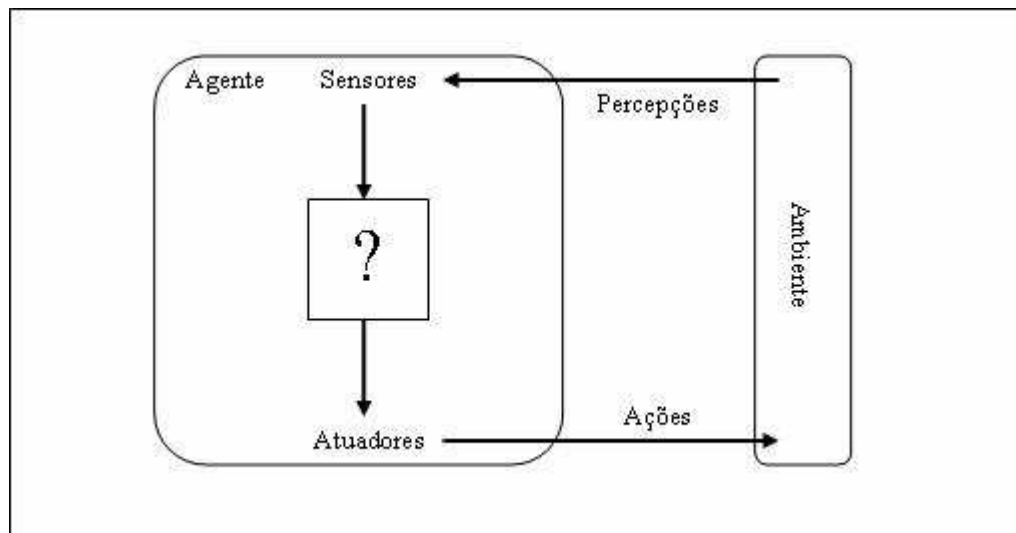 Agente
Sensores
Percepções
?
Ambiente
Ações
Atuadores